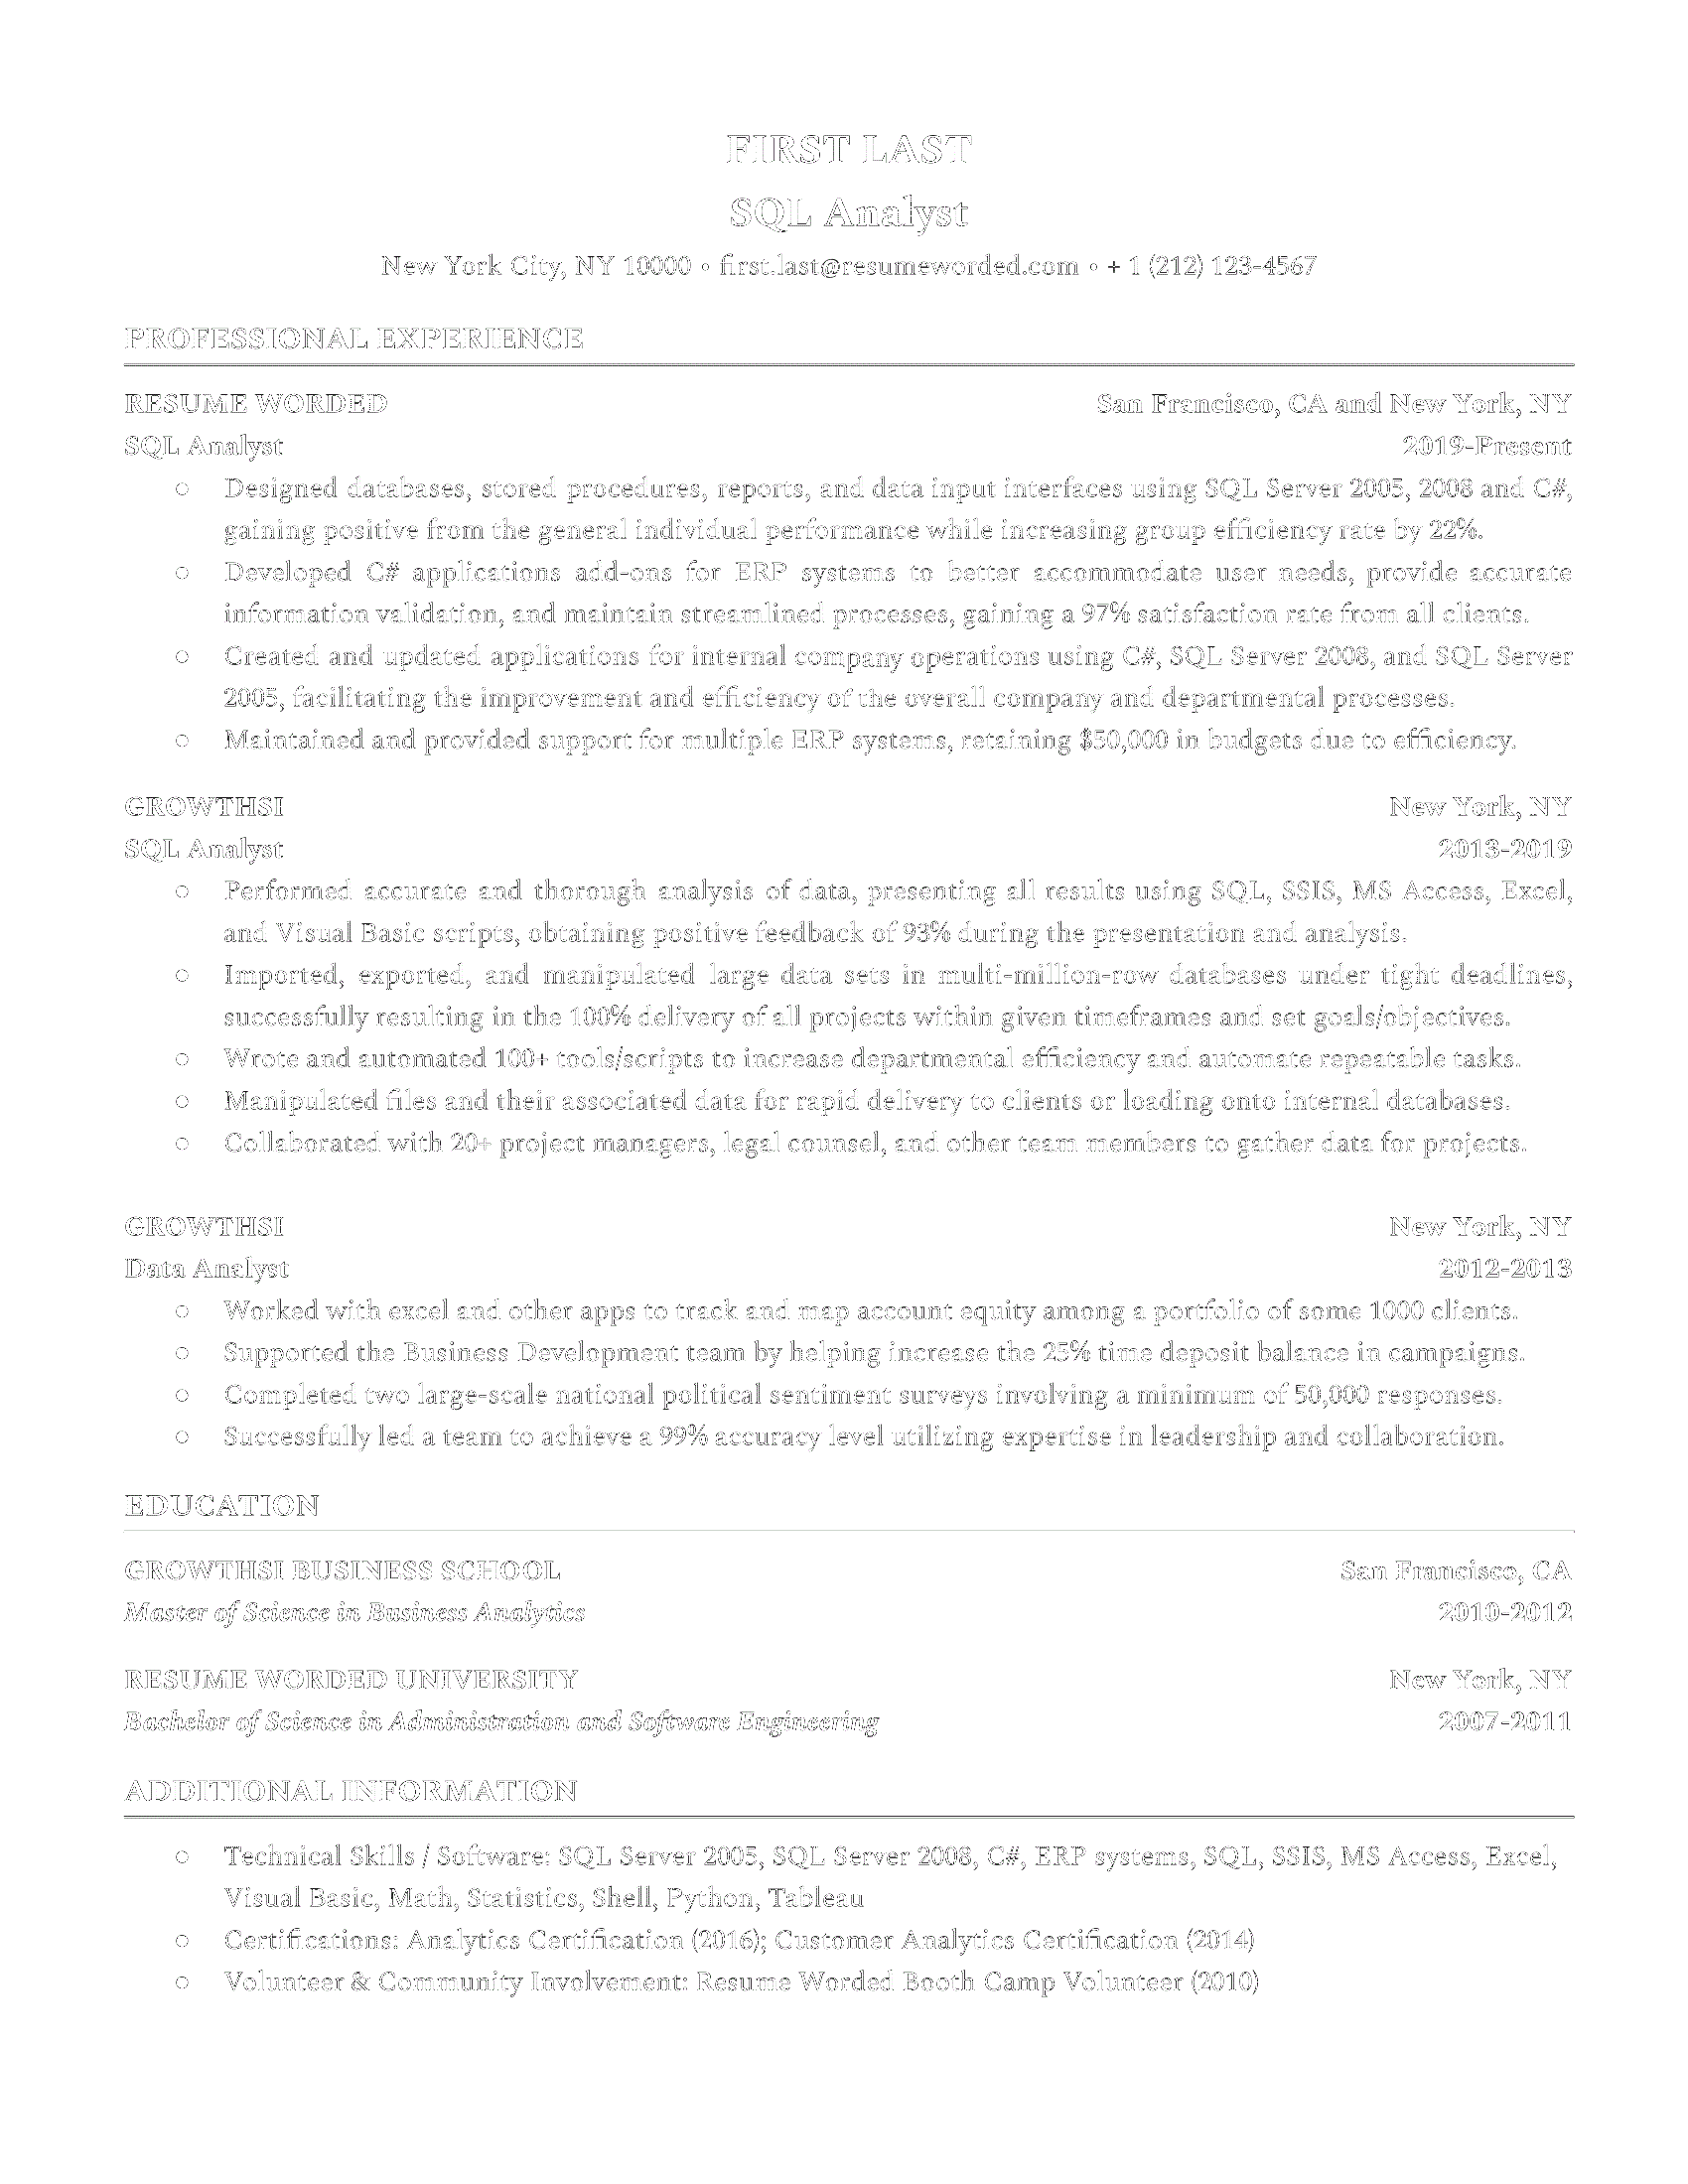 FIRST LAST
SQL Analyst
New York City, NY 10000 • first.last@resumeworded.com • + 1 (212) 123-4567
PROFESSIONAL EXPERIENCE
RESUME WORDED San Francisco, CA and New York, NY
SQL Analyst 2019-Present
○ Designed databases, stored procedures, reports, and data input interfaces using SQL Server 2005, 2008 and C#,
gaining positive from the general individual performance while increasing group efficiency rate by 22%.
○ Developed C# applications add-ons for ERP systems to better accommodate user needs, provide accurate
information validation, and maintain streamlined processes, gaining a 97% satisfaction rate from all clients.
○ Created and updated applications for internal company operations using C#, SQL Server 2008, and SQL Server
2005, facilitating the improvement and efficiency of the overall company and departmental processes.
○ Maintained and provided support for multiple ERP systems, retaining $50,000 in budgets due to efficiency.
GROWTHSI New York, NY
SQL Analyst 2013-2019
○ Performed accurate and thorough analysis of data, presenting all results using SQL, SSIS, MS Access, Excel,
and Visual Basic scripts, obtaining positive feedback of 93% during the presentation and analysis.
○ Imported, exported, and manipulated large data sets in multi-million-row databases under tight deadlines,
successfully resulting in the 100% delivery of all projects within given timeframes and set goals/objectives.
○ Wrote and automated 100+ tools/scripts to increase departmental efficiency and automate repeatable tasks.
○ Manipulated files and their associated data for rapid delivery to clients or loading onto internal databases.
○ Collaborated with 20+ project managers, legal counsel, and other team members to gather data for projects.
GROWTHSI New York, NY
Data Analyst 2012-2013
○ Worked with excel and other apps to track and map account equity among a portfolio of some 1000 clients.
○ Supported the Business Development team by helping increase the 25% time deposit balance in campaigns.
○ Completed two large-scale national political sentiment surveys involving a minimum of 50,000 responses.
○ Successfully led a team to achieve a 99% accuracy level utilizing expertise in leadership and collaboration.
EDUCATION
GROWTHSI BUSINESS SCHOOL San Francisco, CA
Master of Science in Business Analytics 2010-2012
RESUME WORDED UNIVERSITY New York, NY
Bachelor of Science in Administration and Software Engineering 2007-2011
ADDITIONAL INFORMATION
○ Technical Skills / Software: SQL Server 2005, SQL Server 2008, C#, ERP systems, SQL, SSIS, MS Access, Excel,
Visual Basic, Math, Statistics, Shell, Python, Tableau
○ Certifications: Analytics Certification (2016); Customer Analytics Certification (2014)
○ Volunteer & Community Involvement: Resume Worded Booth Camp Volunteer (2010)